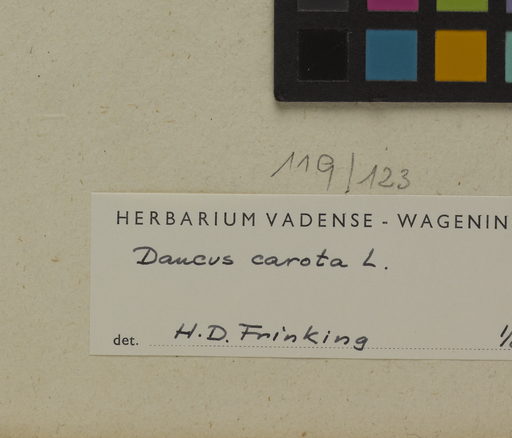 119/123
HERBARIUM VADENSE - WAGENIN
Daucus carota L.
det. H.D. Frinking